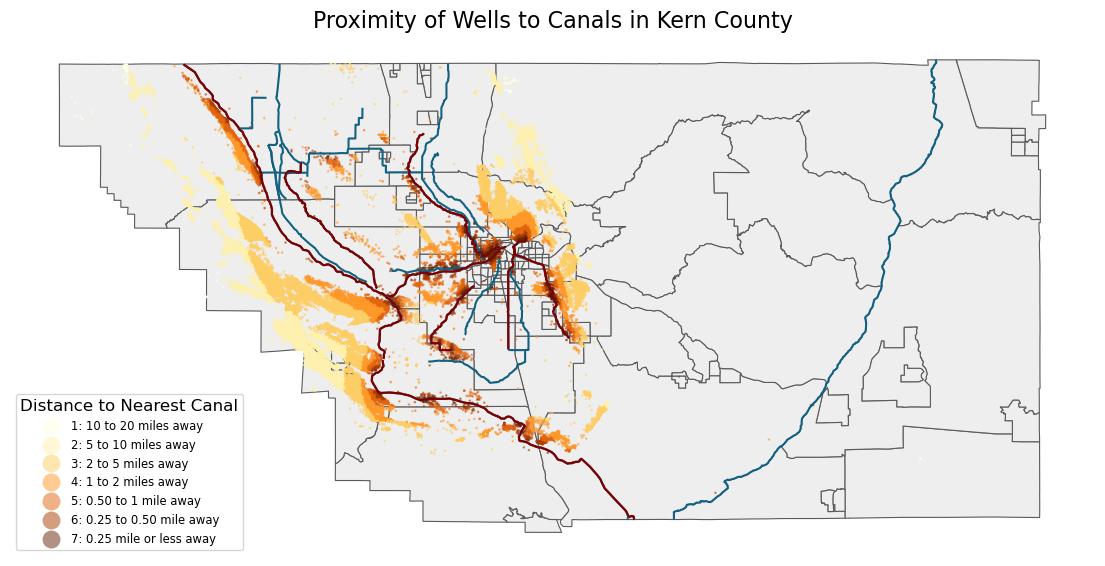 Proximity of Wells to Canals in Kern County
Distance to Nearest Canal
1: 10 to 20 miles away
2: 5 to 10 miles away
3: 2 to 5 miles away
4: 1 to 2 miles away
5: 0.50 to 1 mile away
6: 0.25 to 0.50 mile away
7: 0.25 mile or less away